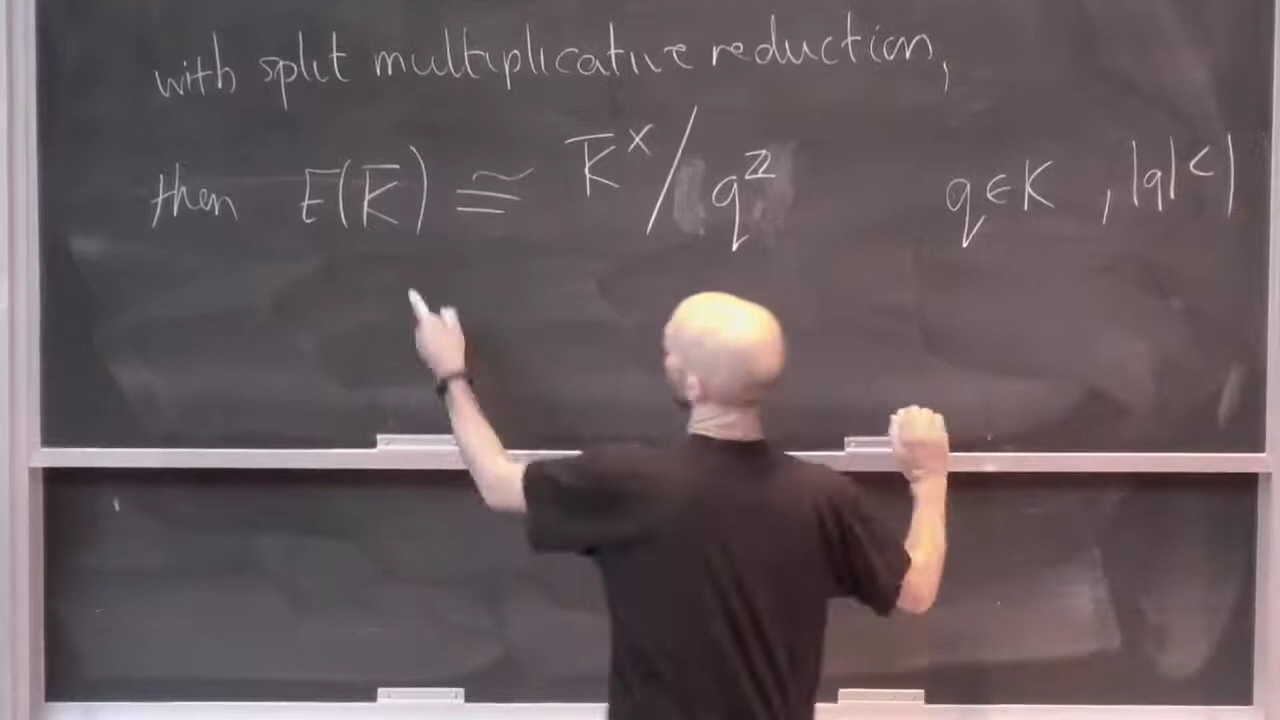 with split multiplicative reduction,
then E(K̅) ≅ K̅^× / q^ℤ q ∈ K , |q| < 1